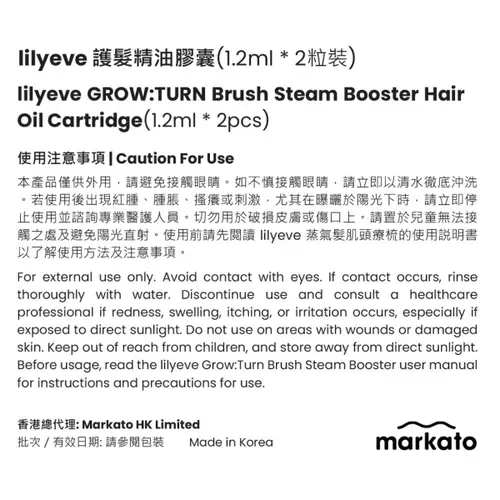 lilyeve 護髮精油膠囊(1.2ml * 2粒裝)
lilyeve GROW:TURN Brush Steam Booster Hair
Oil Cartridge(1.2ml * 2pcs)
使用注意事項 | Caution For Use
本產品僅供外用，請避免接觸眼睛。如不慎接觸眼睛，請立即以清水徹底沖洗
。若使用後出現紅腫、腫脹、搔癢或刺激，尤其在曝曬於陽光下時，請立即停
止使用並諮詢專業醫護人員。切勿用於破損皮膚或傷口上。請置於兒童無法接
觸之處及避免陽光直射。使用前請先閱讀 lilyeve 蒸氣髮肌頭療梳的使用說明書
以了解使用方法及注意事項。
For external use only. Avoid contact with eyes. If contact occurs, rinse
thoroughly with water. Discontinue use and consult a healthcare
professional if redness, swelling, itching, or irritation occurs, especially if
exposed to direct sunlight. Do not use on areas with wounds or damaged
skin. Keep out of reach from children, and store away from direct sunlight.
Before usage, read the lilyeve Grow:Turn Brush Steam Booster user manual
for instructions and precautions for use.
香港總代理: Markato HK Limited
批次 / 有效日期: 請參閱包裝 Made in Korea
markato